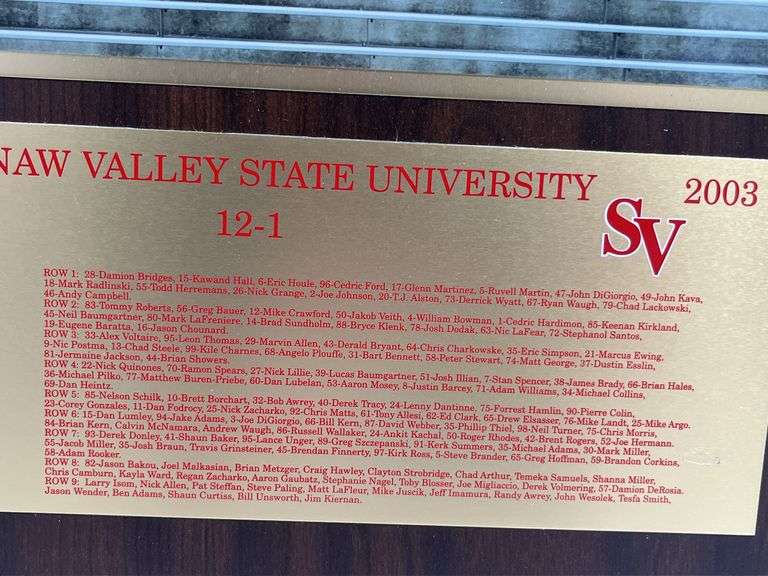 NAW VALLEY STATE UNIVERSITY
2003
12-1
SV
ROW 1: 28-Damion Bridges, 15-Kawand Hall, 6-Eric Houle, 96-Cedric Ford, 17-Glenn Martinez, 5-Ruvell Martin, 47-John DiGiorgio, 49-John Kava,
18-Mark Radlinski, 55-Todd Herremans, 26-Nick Grange, 2-Joe Johnson, 20-T.J. Alston, 73-Derrick Wyatt, 67-Ryan Waugh, 79-Chad Lackowski,
46-Andy Campbell.
ROW 2: 83-Tommy Roberts, 56-Greg Bauer, 12-Mike Crawford, 50-Jakob Veith, 4-William Bowman, 1-Cedric Hardimon, 85-Keenan Kirkland,
45-Neil Baumgartner, 80-Mark LaFreniere, 14-Brad Sundholm, 88-Bryce Klenk, 78-Josh Dodak, 63-Nic LaFear, 72-Stephanol Santos,
19-Eugene Baratta, 16-Jason Chounard.
ROW 3: 33-Alex Voltaire, 95-Leon Thomas, 29-Marvin Allen, 43-Derald Bryant, 64-Chris Charkowske, 35-Eric Simpson, 21-Marcus Ewing,
9-Nic Postma, 13-Chad Steele, 99-Kile Charnes, 68-Angelo Plouffe, 31-Bart Bennett, 58-Peter Stewart, 74-Matt George, 37-Dustin Esslin,
81-Jermaine Jackson, 44-Brian Showers.
ROW 4: 22-Nick Quinones, 70-Ramon Spears, 27-Nick Lillie, 39-Lucas Baumgartner, 51-Josh Illian, 7-Stan Spencer, 38-James Brady, 66-Brian Hales,
36-Michael Pilko, 77-Matthew Buren-Priebe, 60-Dan Lubelan, 53-Aaron Mosey, 8-Justin Barcey, 71-Adam Williams, 34-Michael Collins,
69-Dan Heintz.
ROW 5: 85-Nelson Schilk, 10-Brett Borchart, 32-Bob Awrey, 40-Derek Tracy, 24-Lenny Dantinne, 75-Forrest Hamlin, 90-Pierre Colin,
23-Corey Gonzales, 11-Dan Fodrocy, 25-Nick Zacharko, 92-Chris Matts, 61-Tony Allesi, 62-Ed Clark, 65-Drew Elsasser, 76-Mike Landt, 25-Mike Argo.
ROW 6: 15-Dan Lumley, 94-Jake Adams, 3-Joe DiGiorgio, 66-Bill Kern, 87-David Webber, 35-Phillip Thiel, 98-Neil Turner, 75-Chris Morris,
84-Brian Kern, Calvin McNamara, Andrew Waugh, 86-Russell Wallaker, 24-Ankit Kachal, 50-Roger Rhodes, 42-Brent Rogers, 52-Joe Hermann.
ROW 7: 93-Derek Donley, 41-Shaun Baker, 95-Lance Unger, 89-Greg Szczepanski, 91-Kerk Summers, 35-Michael Adams, 30-Mark Miller,
55-Jacob Miller, 35-Josh Braun, Travis Grinsteiner, 45-Brendan Finnerty, 97-Kirk Ross, 5-Steve Brander, 65-Greg Hoffman, 59-Brandon Corkins,
58-Adam Rooker.
ROW 8: 82-Jason Bakou, Joel Malkasian, Brian Metzger, Craig Hawley, Clayton Strobridge, Chad Arthur, Temeka Samuels, Shanna Miller,
Chris Camburn, Kayla Ward, Regan Zacharko, Aaron Gaubatz, Stephanie Nagel, Toby Blosser, Joe Migliaccio, Derek Volmering, 57-Damion DeRosia.
ROW 9: Larry Isom, Nick Allen, Pat Steffan, Steve Paling, Matt LaFleur, Mike Juscik, Jeff Imamura, Randy Awrey, John Wesolek, Tesfa Smith,
Jason Wender, Ben Adams, Shaun Curtiss, Bill Unsworth, Jim Kiernan.